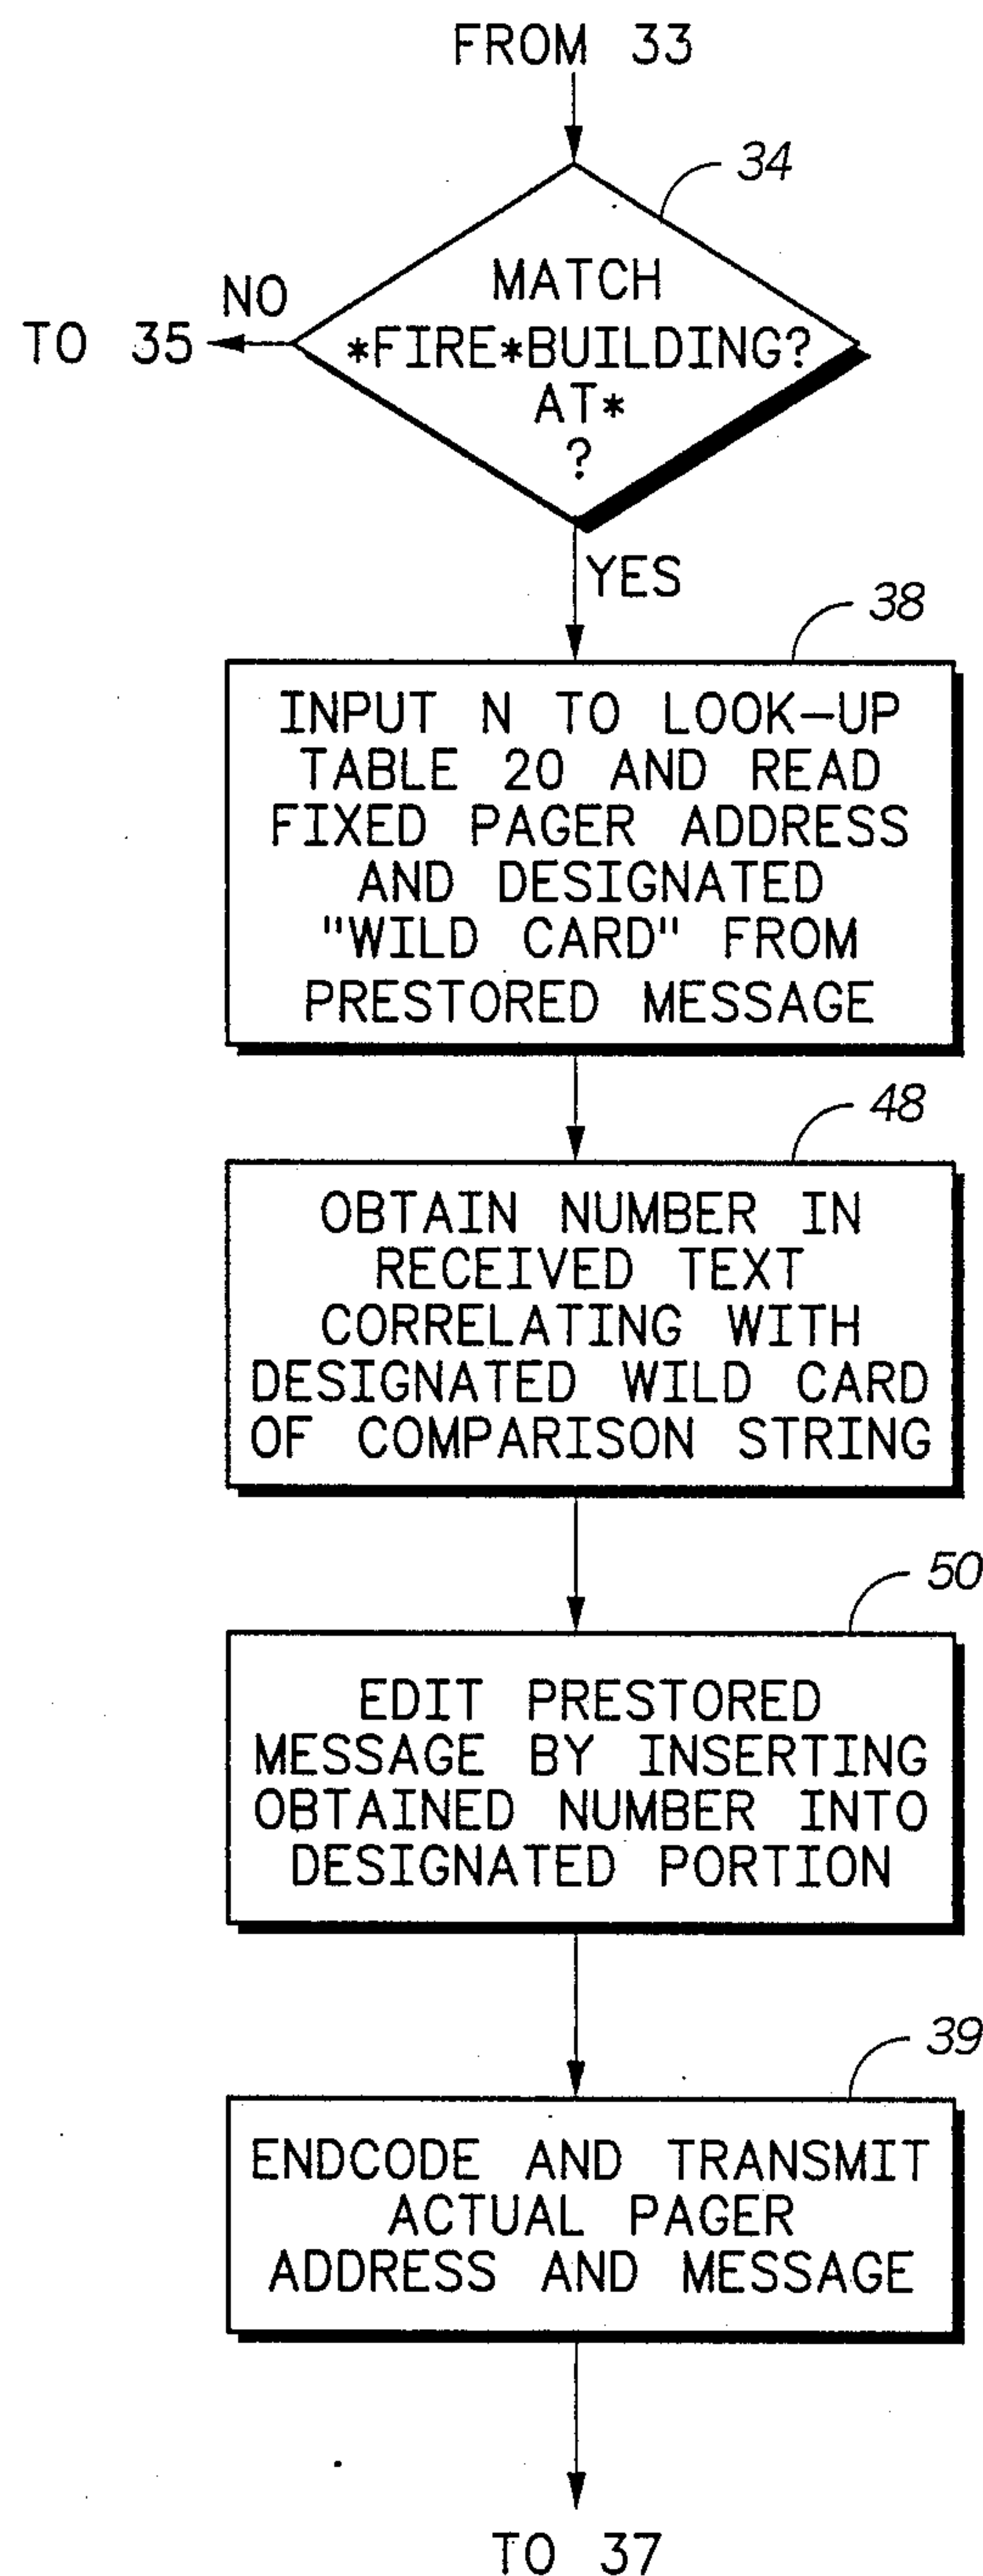 FROM 33
34
MATCH
*FIRE*BUILDING?
AT*
?
NO
TO 35
YES
38
INPUT N TO LOOK-UP
TABLE 20 AND READ
FIXED PAGER ADDRESS
AND DESIGNATED
"WILD CARD" FROM
PRESTORED MESSAGE
48
OBTAIN NUMBER IN
RECEIVED TEXT
CORRELATING WITH
DESIGNATED WILD CARD
OF COMPARISON STRING
50
EDIT PRESTORED
MESSAGE BY INSERTING
OBTAINED NUMBER INTO
DESIGNATED PORTION
39
ENDCODE AND TRANSMIT
ACTUAL PAGER
ADDRESS AND MESSAGE
TO 37